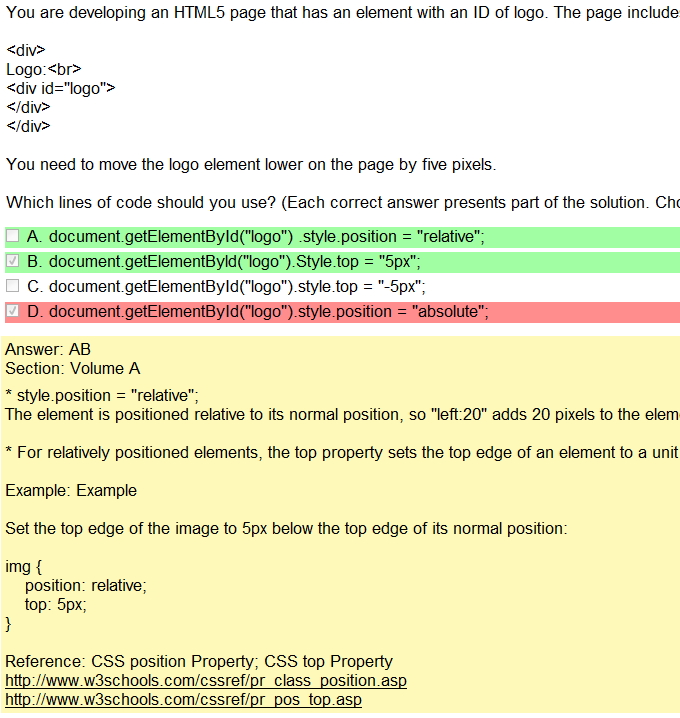 You are developing an HTML5 page that has an element with an ID of logo. The page include
<div>
Logo:<br>
<div id="logo">
</div>
</div>
You need to move the logo element lower on the page by five pixels.
Which lines of code should you use? (Each correct answer presents part of the solution. Cho
A. document.getElementById("logo") .style.position = "relative";
B. document.getElementById("logo").Style.top = "5px";
C. document.getElementById("logo").style.top = "-5px";
D. document.getElementById("logo").style.position = "absolute";
Answer: AB
Section: Volume A
* style.position = "relative";
The element is positioned relative to its normal position, so "left:20" adds 20 pixels to the elem
* For relatively positioned elements, the top property sets the top edge of an element to a unit
Example: Example
Set the top edge of the image to 5px below the top edge of its normal position:
img {
position: relative;
top: 5px;
}
Reference: CSS position Property; CSS top Property
http://www.w3schools.com/cssref/pr_class_position.asp
http://www.w3schools.com/cssref/pr_pos_top.asp